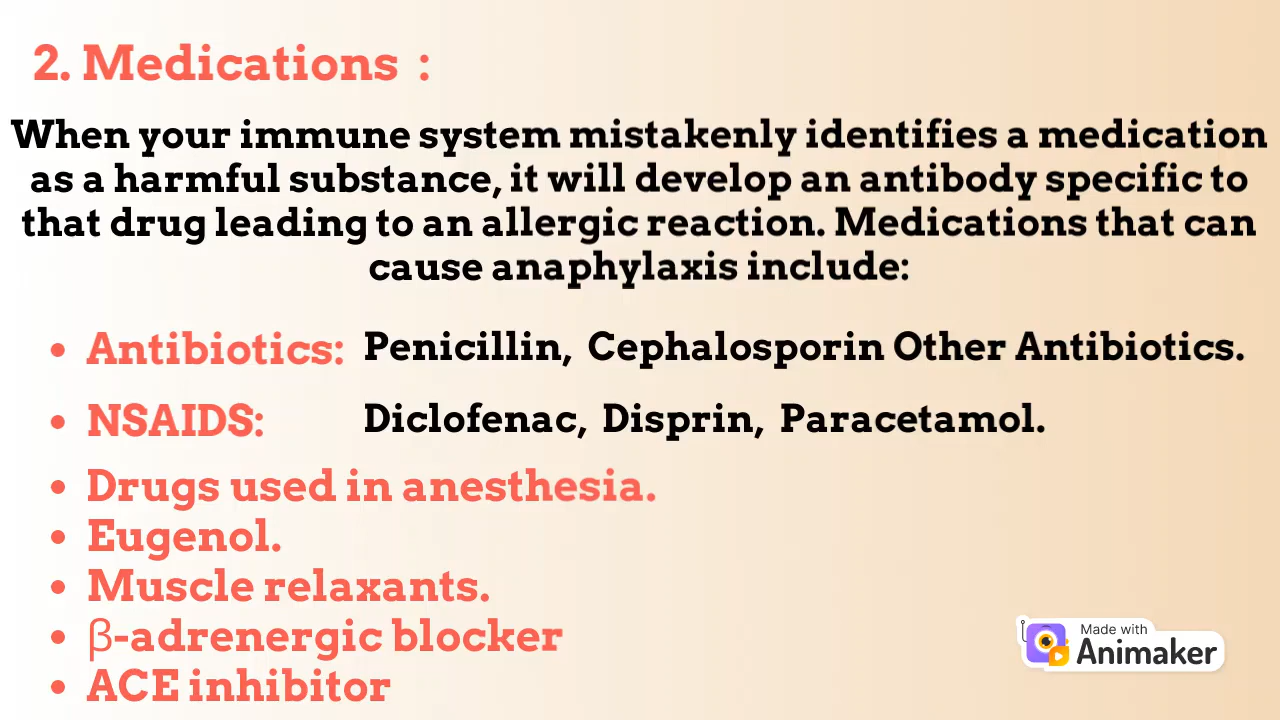 2. Medications :
When your immune system mistakenly identifies a medication
as a harmful substance, it will develop an antibody specific to
that drug leading to an allergic reaction. Medications that can
cause anaphylaxis include:
• Antibiotics: Penicillin, Cephalosporin Other Antibiotics.
• NSAIDS: Diclofenac, Disprin, Paracetamol.
• Drugs used in anesthesia.
• Eugenol.
• Muscle relaxants.
• β-adrenergic blocker
• ACE inhibitor
Made with
Animaker